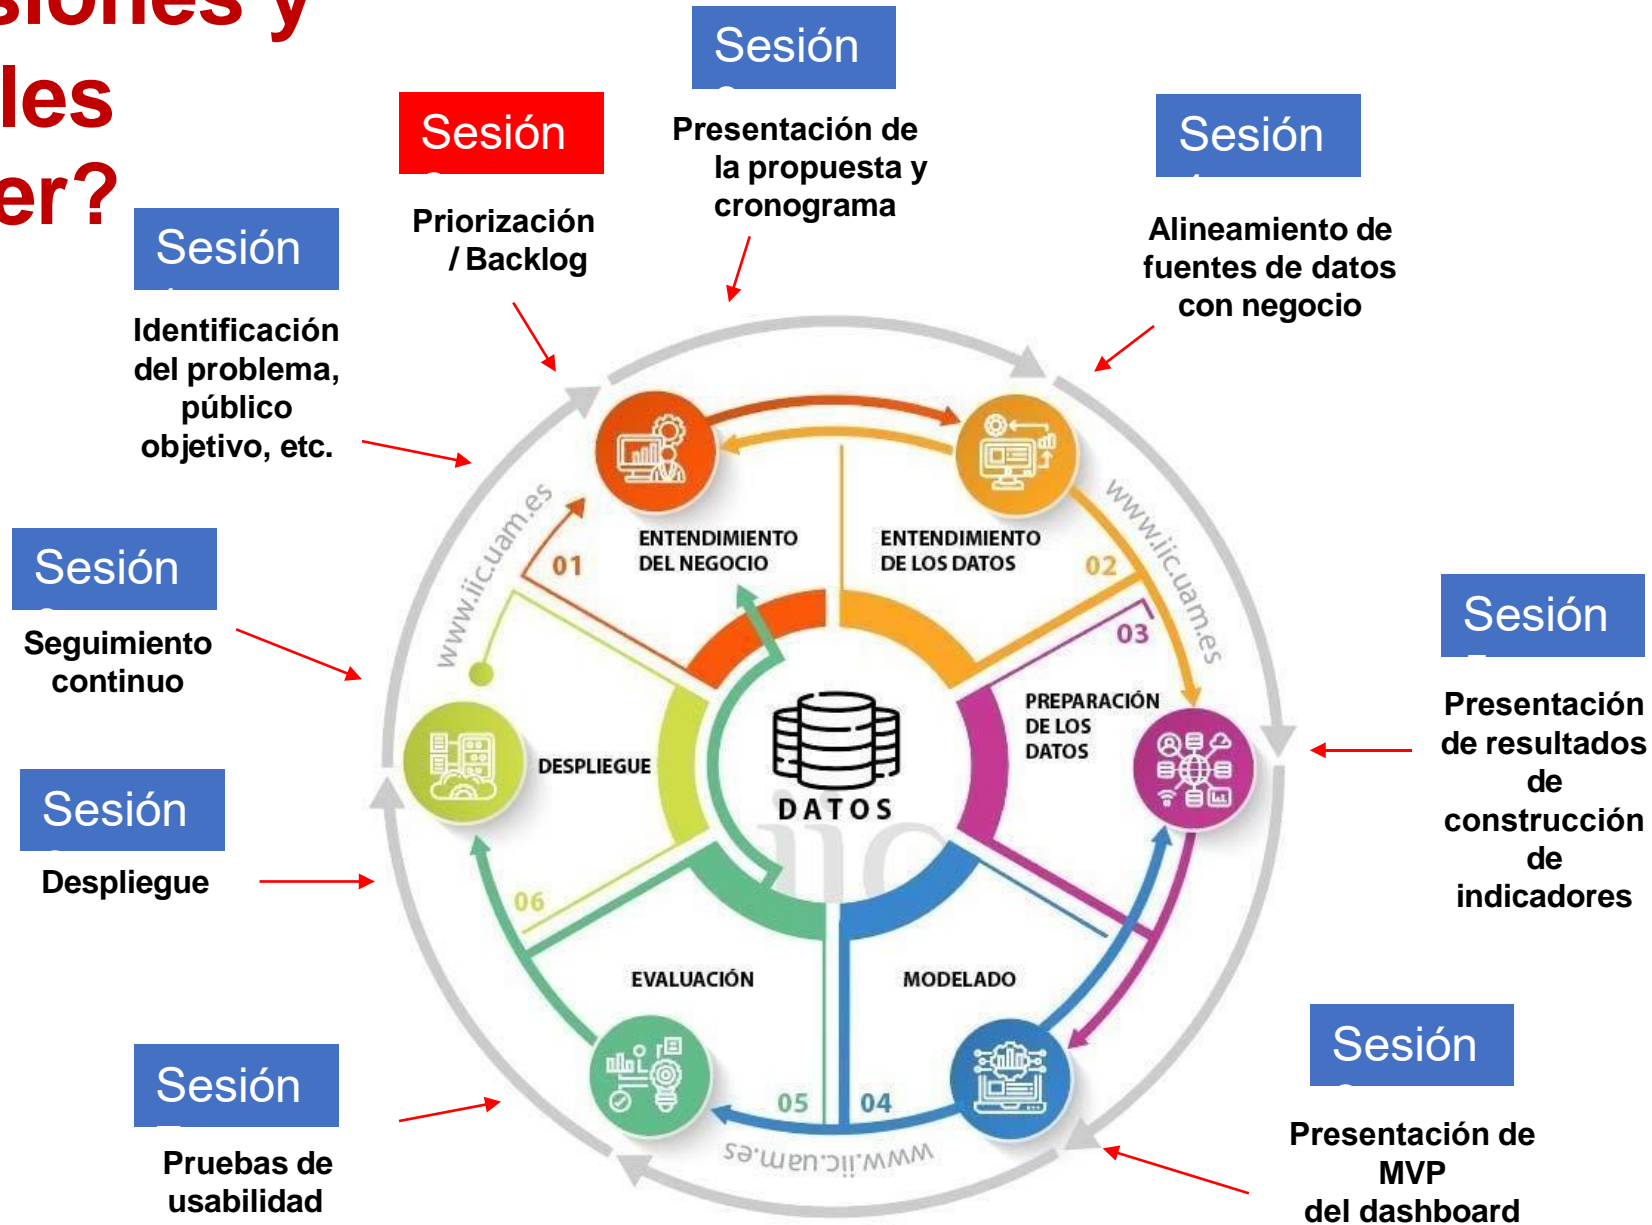 siones y
les
er?
Sesión
Presentación de
la propuesta y
cronograma
Sesión
Priorización
/ Backlog
Sesión
Alineamiento de
fuentes de datos
con negocio
Sesión
Identificación
del problema,
público
objetivo, etc.
Sesión
Seguimiento
continuo
Sesión
Despliegue
Sesión
Pruebas de
usabilidad
Sesión
Presentación
de resultados
de
construcción
de
indicadores
Sesión
Presentación de
MVP
del dashboard
www.iic.uam.es
www.iic.uam.es
www.iic.uam.es
01
ENTENDIMIENTO
DEL NEGOCIO
ENTENDIMIENTO
DE LOS DATOS
02
03
PREPARACIÓN
DE LOS
DATOS
DESPLIEGUE
DATOS
iic
06
EVALUACIÓN
MODELADO
05
04